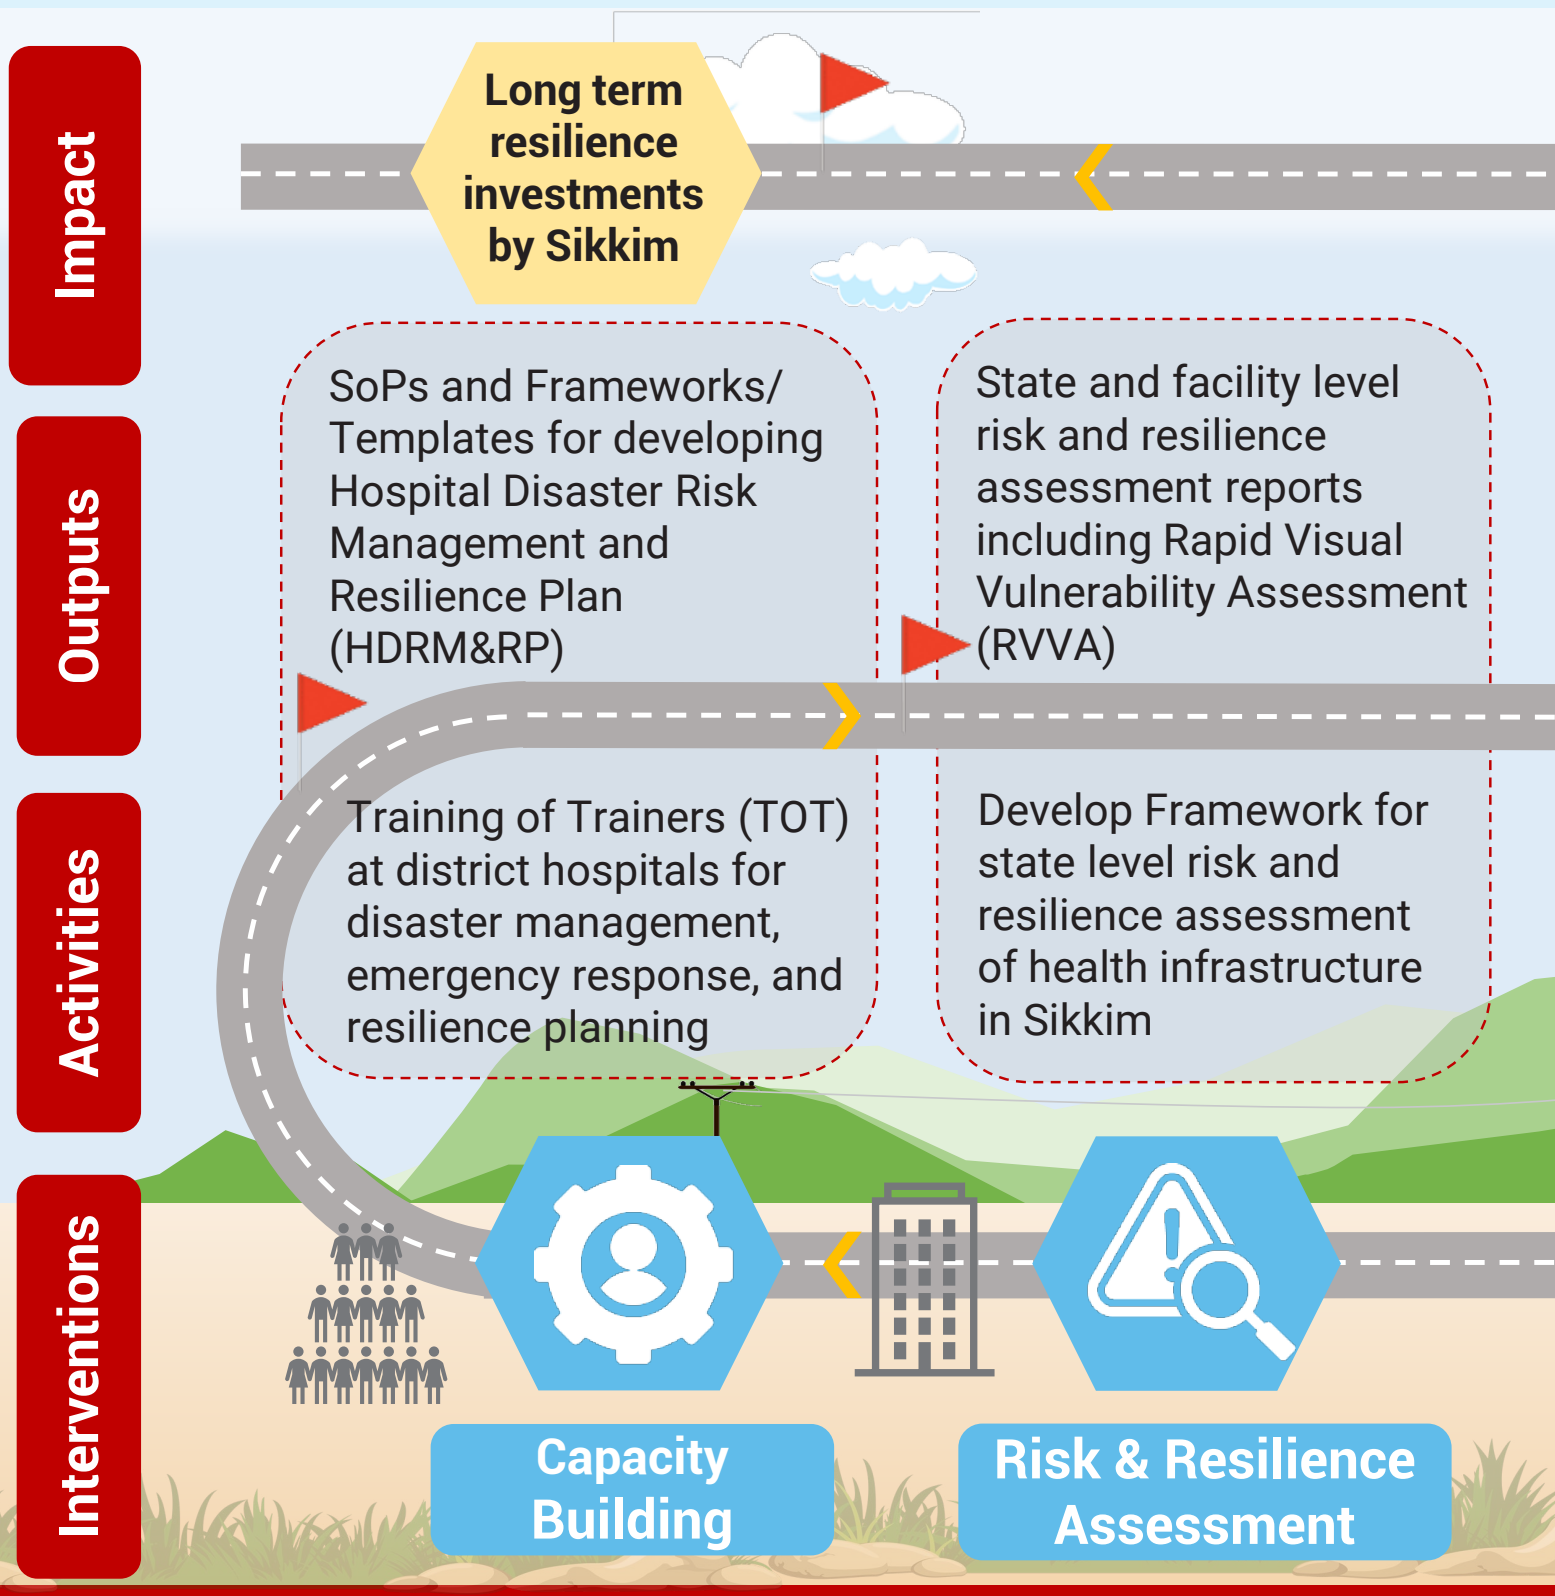 Impact
Long term
resilience
investments
by Sikkim
Outputs
SoPs and Frameworks/
Templates for developing
Hospital Disaster Risk
Management and
Resilience Plan
(HDRM&RP)
State and facility level
risk and resilience
assessment reports
including Rapid Visual
Vulnerability Assessment
(RVVA)
Activities
Training of Trainers (TOT)
at district hospitals for
disaster management,
emergency response, and
resilience planning
Develop Framework for
state level risk and
resilience assessment
of health infrastructure
in Sikkim
Interventions
Capacity
Building
Risk & Resilience
Assessment